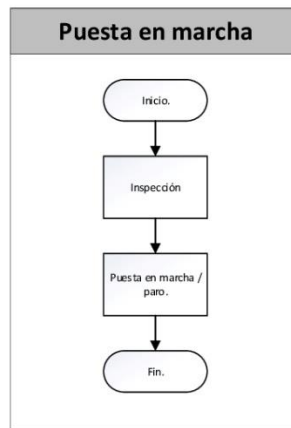 Puesta en marcha
Inicio.
Inspección
Puesta en marcha /
paro.
Fin.